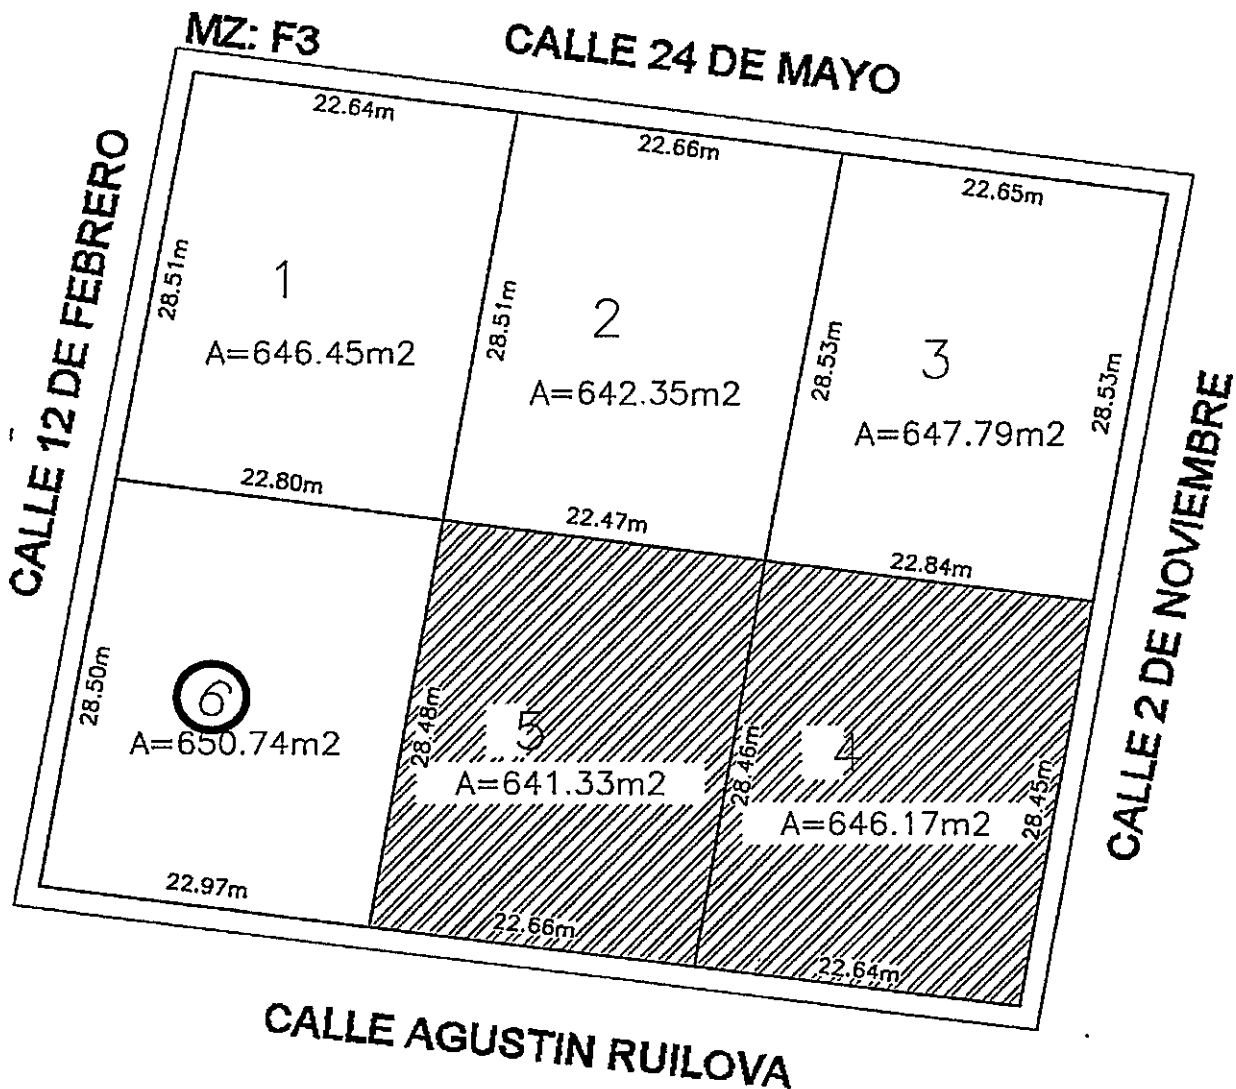 MZ: F3
CALLE 24 DE MAYO
22.64m
22.66m
22.65m
CALLE 12 DE FEBRERO
28.51m
1
A=646.45m2
28.51m
2
A=642.35m2
28.53m
3
A=647.79m2
28.53m
CALLE 2 DE NOVIEMBRE
22.80m
22.47m
22.84m
28.50m
6
A=650.74m2
28.48m
5
A=641.33m2
28.46m
4
A=646.17m2
28.45m
22.97m
22.66m
22.64m
CALLE AGUSTIN RUILOVA